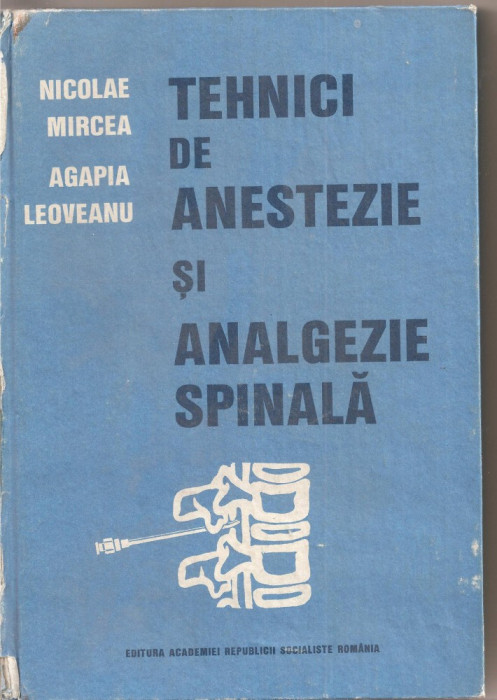 NICOLAE
MIRCEA
AGAPIA
LEOVEANU
TEHNICI
DE
ANESTEZIE
ȘI
ANALGEZIE
SPINALĂ
EDITURA ACADEMIEI REPUBLICII SOCIALISTE ROMÂNIA